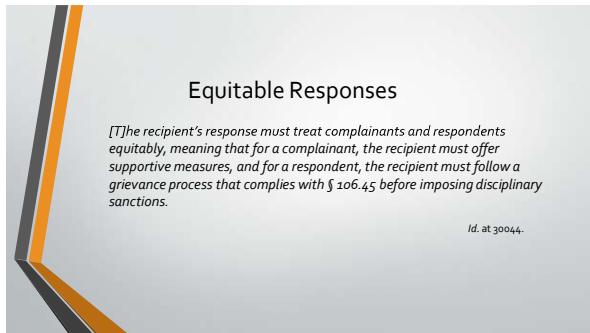 Equitable Responses
[T]he recipient's response must treat complainants and respondents
equitably, meaning that for a complainant, the recipient must offer
supportive measures, and for a respondent, the recipient must follow a
grievance process that complies with § 106.45 before imposing disciplinary
sanctions.
Id. at 30044.